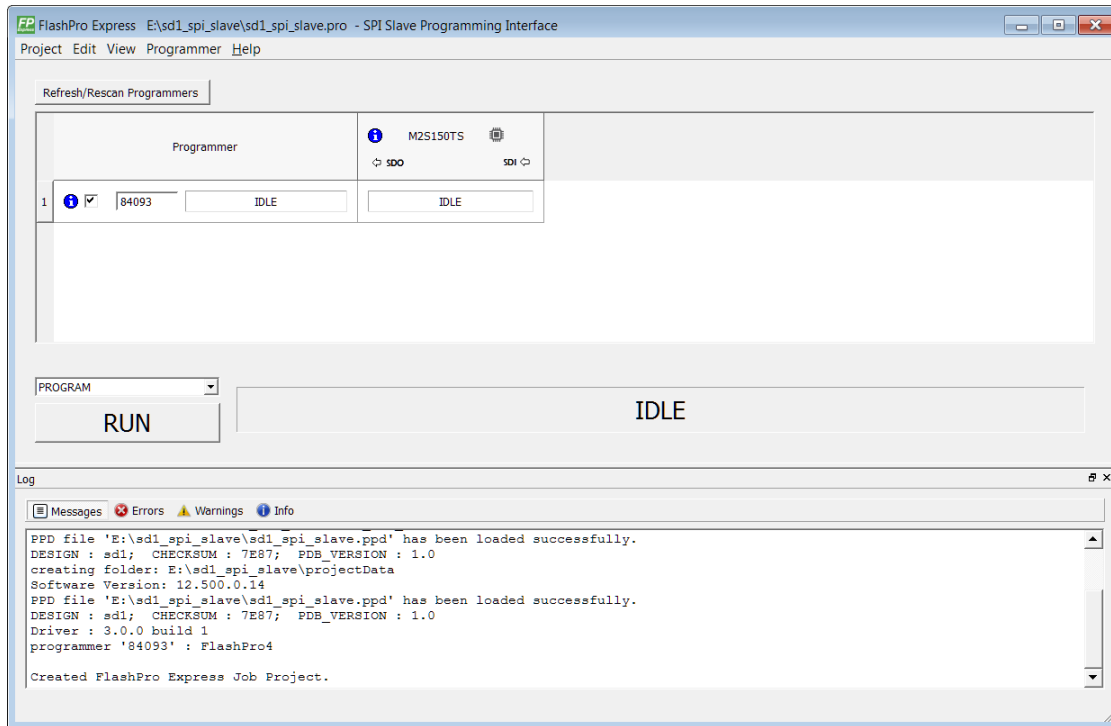 FP FlashPro Express E:\sd1_spi_slave\sd1_spi_slave.pro - SPI Slave Programming Interface
Project Edit View Programmer Help
Refresh/Rescan Programmers
Programmer
M2S150TS
SDO SDI
1 84093 IDLE IDLE
PROGRAM
RUN
IDLE
Log
Messages Errors Warnings Info
PPD file 'E:\sd1_spi_slave\sd1_spi_slave.ppd' has been loaded successfully.
DESIGN : sd1; CHECKSUM : 7E87; PDB_VERSION : 1.0
creating folder: E:\sd1_spi_slave\projectData
Software Version: 12.500.0.14
PPD file 'E:\sd1_spi_slave\sd1_spi_slave.ppd' has been loaded successfully.
DESIGN : sd1; CHECKSUM : 7E87; PDB_VERSION : 1.0
Driver : 3.0.0 build 1
programmer '84093' : FlashPro4
Created FlashPro Express Job Project.